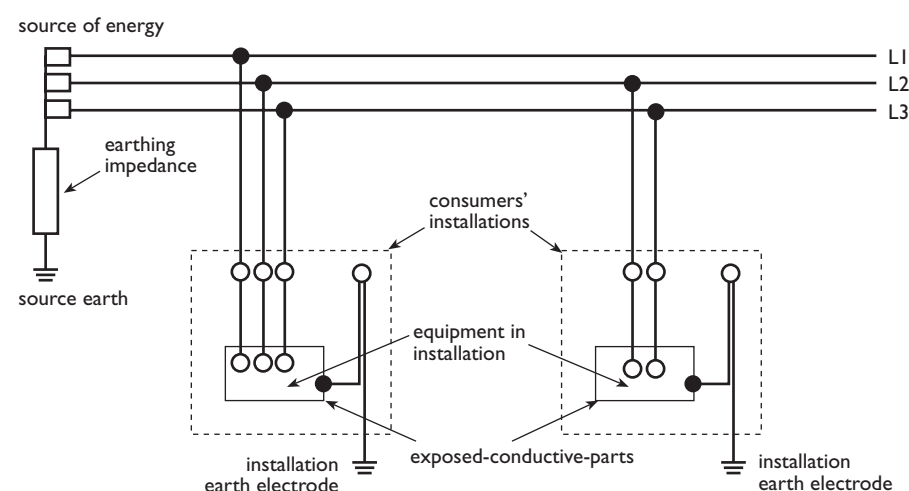 source of energy
L1
L2
L3
earthing
impedance
consumers'
installations
source earth
equipment in
installation
exposed-conductive-parts
installation
earth electrode
installation
earth electrode